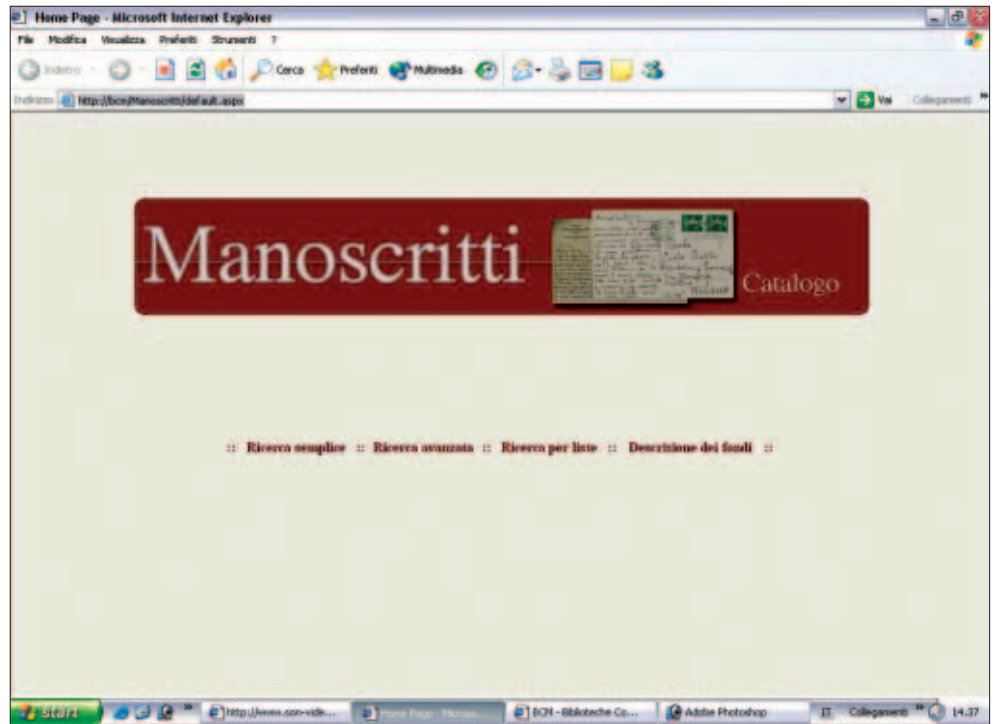 Home Page - Microsoft Internet Explorer
File Modifica Visualizza Preferiti Strumenti ?
Indietro Cerca Preferiti Multimedia
Indirizzo http://bcm/Manoscritti/default.aspx Vai Collegamenti »
Manoscritti
Catalogo
:: Ricerca semplice :: Ricerca avanzata :: Ricerca per liste :: Descrizione dei fondi ::
start » http://www.son-vide... Home Page - Micros... BCM - Biblioteche Co... Adobe Photoshop IT Collegamenti » 14.37